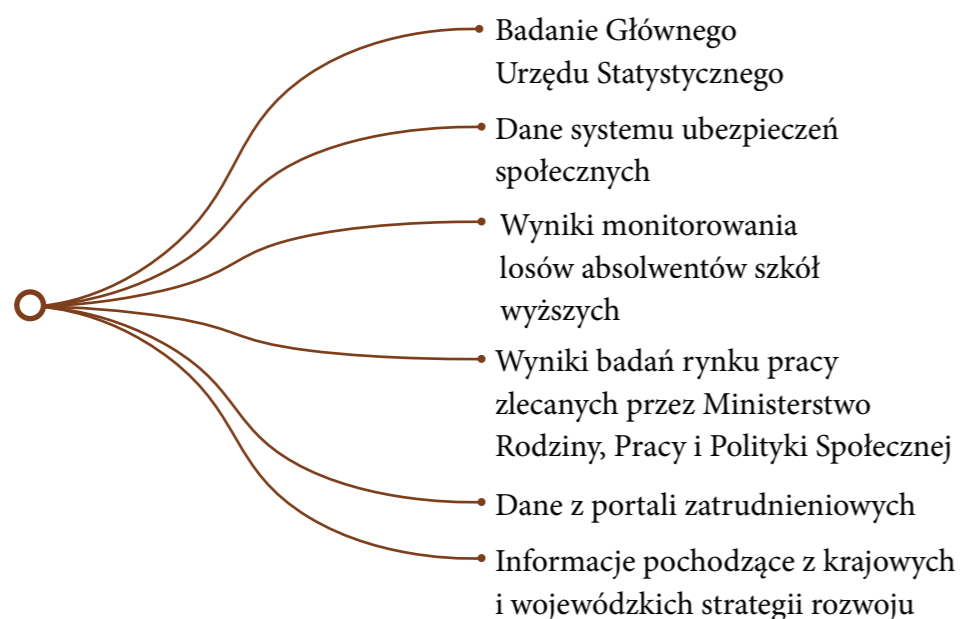 Badanie Głównego
Urzędu Statystycznego
Dane systemu ubezpieczeń
społecznych
Wyniki monitorowania
losów absolwentów szkół
wyższych
Wyniki badań rynku pracy
zlecanych przez Ministerstwo
Rodziny, Pracy i Polityki Społecznej
Dane z portali zatrudnieniowych
Informacje pochodzące z krajowych
i wojewódzkich strategii rozwoju